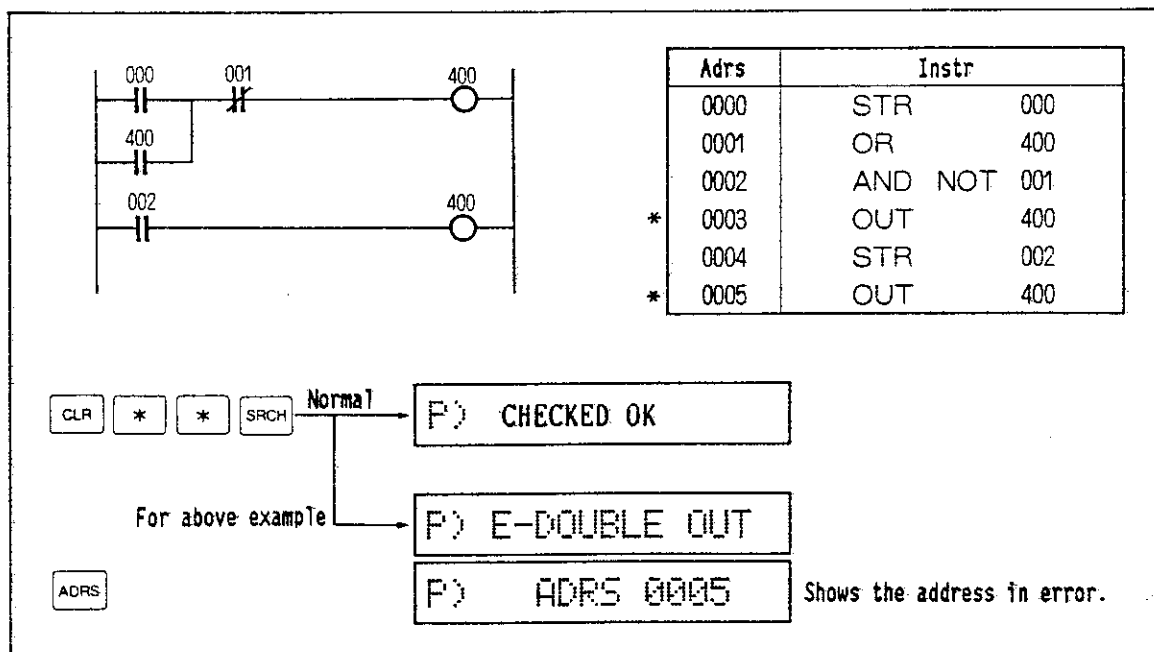 000 001 400
400
002 400
Adrs Instr
0000 STR 000
0001 OR 400
0002 AND NOT 001
* 0003 OUT 400
0004 STR 002
* 0005 OUT 400
CLR * * SRCH Normal P) CHECKED OK
For above example P) E-DOUBLE OUT
ADRS P) ADRS 0005 Shows the address in error.